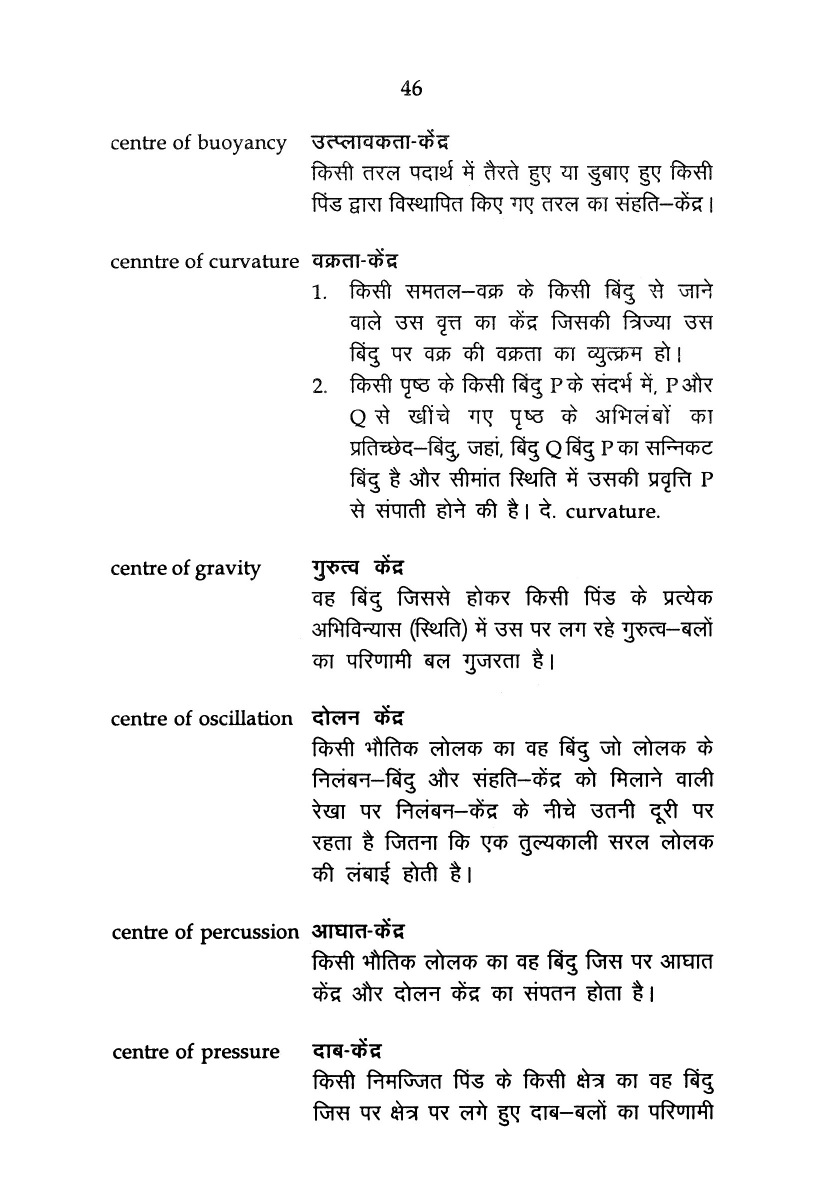 46
centre of buoyancy उत्प्लावकता-केंद्र
किसी तरल पदार्थ में तैरते हुए या डुबाए हुए किसी
पिंड द्वारा विस्थापित किए गए तरल का संहति–केंद्र।
cenntre of curvature वक्रता-केंद्र
1. किसी समतल–वक्र के किसी बिंदु से जाने
वाले उस वृत्त का केंद्र जिसकी त्रिज्या उस
बिंदु पर वक्र की वक्रता का व्युत्क्रम हो।
2. किसी पृष्ठ के किसी बिंदु P के संदर्भ में, P और
Q से खींचे गए पृष्ठ के अभिलंबों का
प्रतिच्छेद–बिंदु, जहां, बिंदु Q बिंदु P का सन्निकट
बिंदु है और सीमांत स्थिति में उसकी प्रवृत्ति P
से संपाती होने की है। दे. curvature.
centre of gravity गुरुत्व केंद्र
वह बिंदु जिससे होकर किसी पिंड के प्रत्येक
अभिविन्यास (स्थिति) में उस पर लग रहे गुरुत्व–बलों
का परिणामी बल गुजरता है।
centre of oscillation दोलन केंद्र
किसी भौतिक लोलक का वह बिंदु जो लोलक के
निलंबन–बिंदु और संहति–केंद्र को मिलाने वाली
रेखा पर निलंबन–केंद्र के नीचे उतनी दूरी पर
रहता है जितना कि एक तुल्यकाली सरल लोलक
की लंबाई होती है।
centre of percussion आघात-केंद्र
किसी भौतिक लोलक का वह बिंदु जिस पर आघात
केंद्र और दोलन केंद्र का संपतन होता है।
centre of pressure दाब-केंद्र
किसी निमज्जित पिंड के किसी क्षेत्र का वह बिंदु
जिस पर क्षेत्र पर लगे हुए दाब–बलों का परिणामी